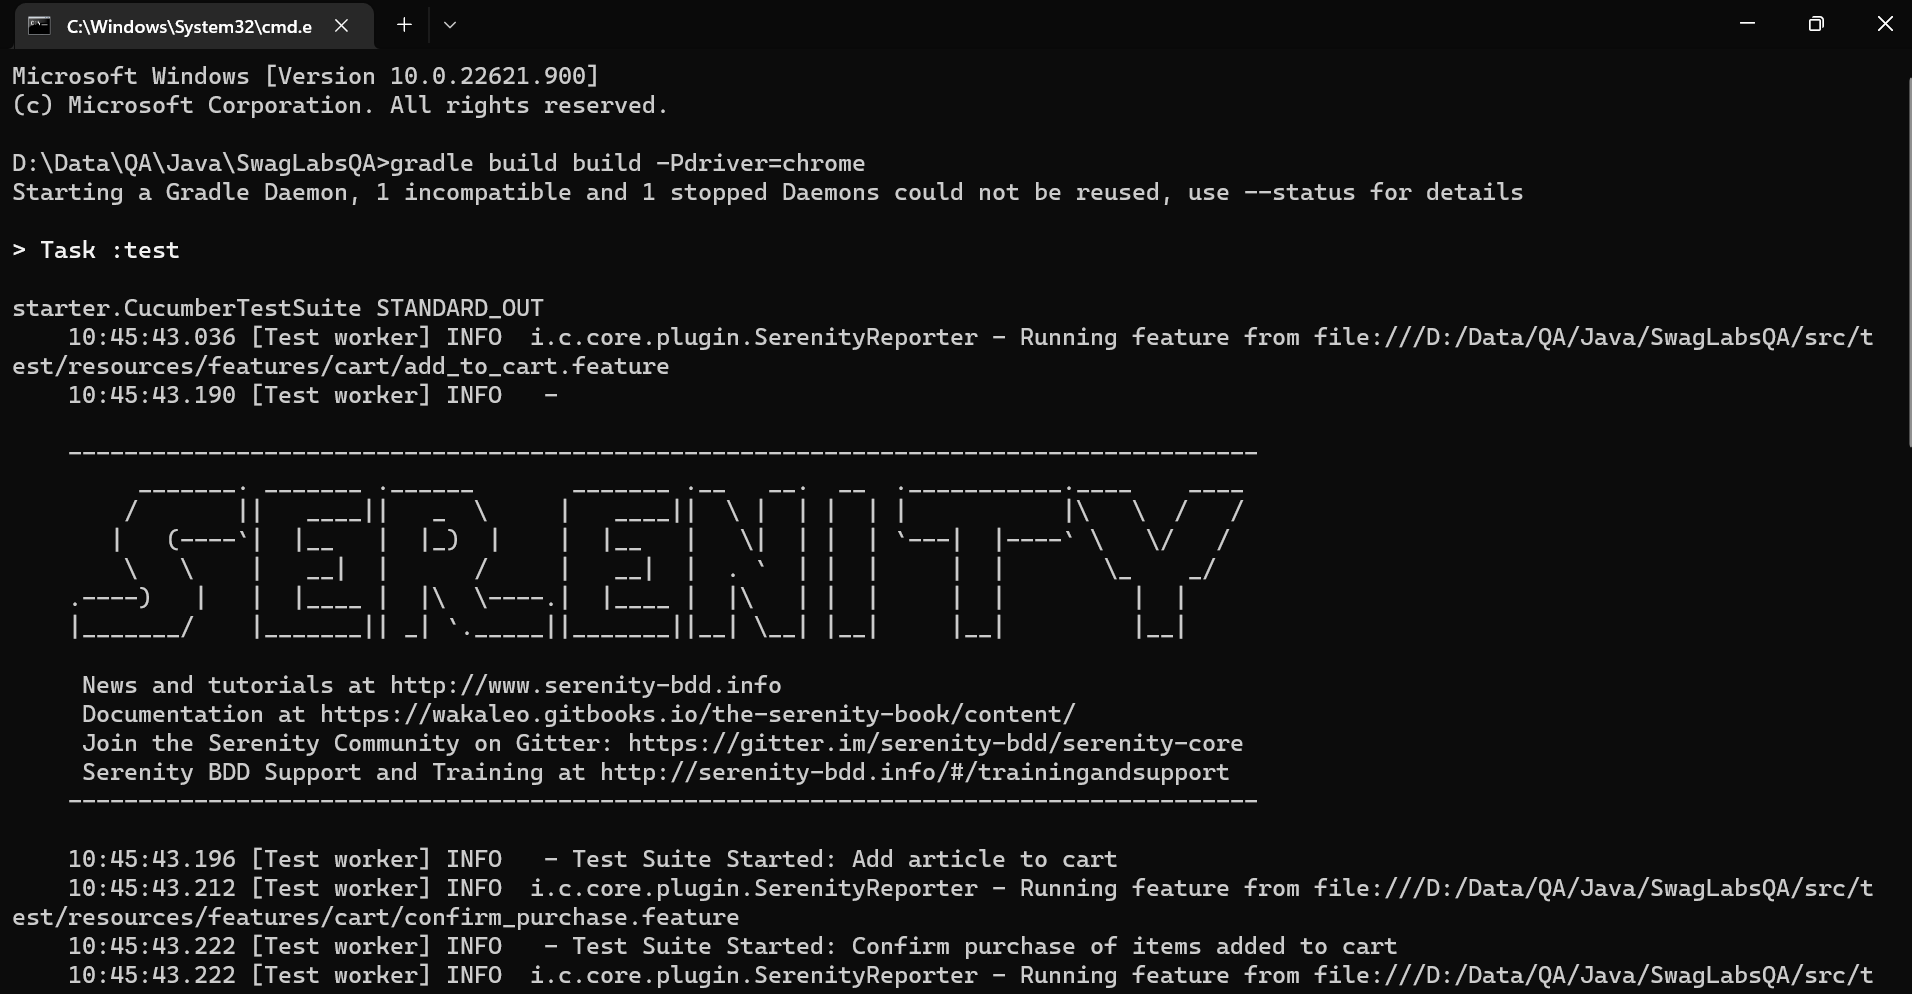 C:\Windows\System32\cmd.e
Microsoft Windows [Version 10.0.22621.900]
(c) Microsoft Corporation. All rights reserved.
D:\Data\QA\Java\SwagLabsQA>gradle build build -Pdriver=chrome
Starting a Gradle Daemon, 1 incompatible and 1 stopped Daemons could not be reused, use --status for details
> Task :test
starter.CucumberTestSuite STANDARD_OUT
10:45:43.036 [Test worker] INFO  i.c.core.plugin.SerenityReporter - Running feature from file:///D:/Data/QA/Java/SwagLabsQA/src/t
est/resources/features/cart/add_to_cart.feature
10:45:43.190 [Test worker] INFO   -
SERENITY
News and tutorials at http://www.serenity-bdd.info
Documentation at https://wakaleo.gitbooks.io/the-serenity-book/content/
Join the Serenity Community on Gitter: https://gitter.im/serenity-bdd/serenity-core
Serenity BDD Support and Training at http://serenity-bdd.info/#/trainingandsupport
10:45:43.196 [Test worker] INFO   - Test Suite Started: Add article to cart
10:45:43.212 [Test worker] INFO  i.c.core.plugin.SerenityReporter - Running feature from file:///D:/Data/QA/Java/SwagLabsQA/src/t
est/resources/features/cart/confirm_purchase.feature
10:45:43.222 [Test worker] INFO   - Test Suite Started: Confirm purchase of items added to cart
10:45:43.222 [Test worker] INFO  i.c.core.plugin.SerenityReporter - Running feature from file:///D:/Data/QA/Java/SwagLabsQA/src/t